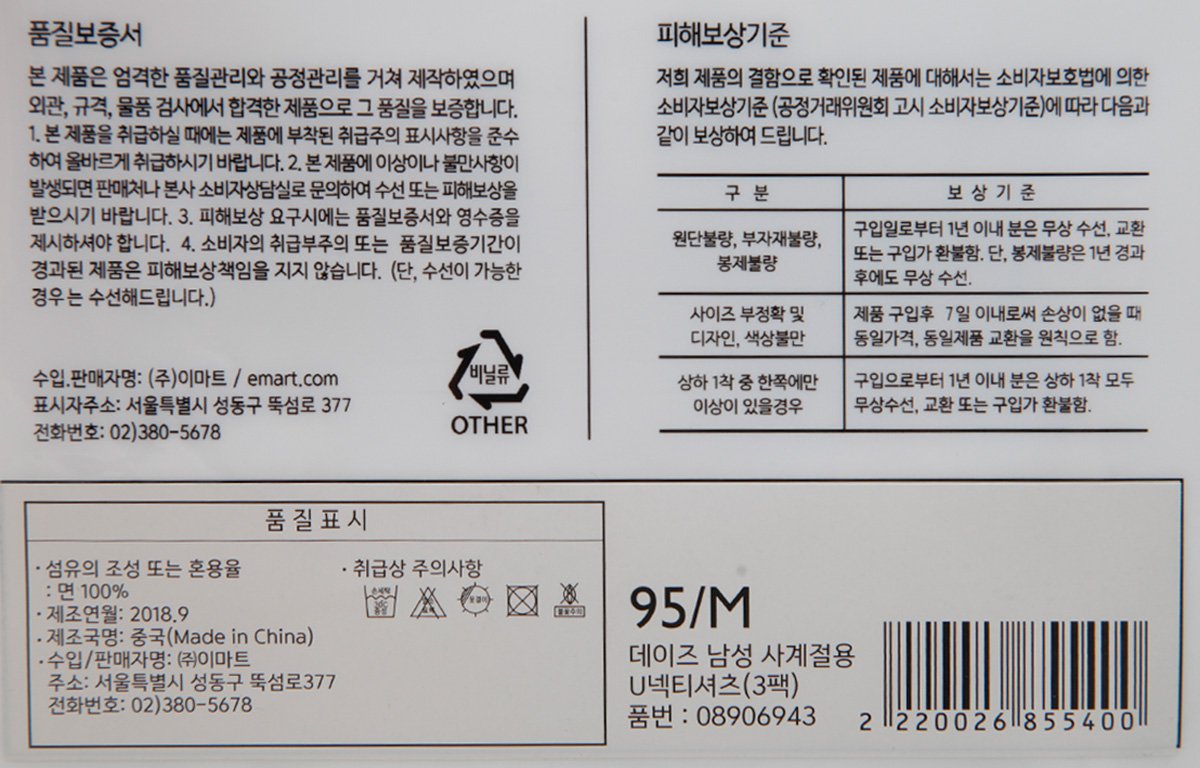 품질보증서
본 제품은 엄격한 품질관리와 공정관리를 거쳐 제작하였으며
외관, 규격, 물품 검사에서 합격한 제품으로 그 품질을 보증합니다.
1. 본 제품을 취급하실 때에는 제품에 부착된 취급주의 표시사항을 준수
하여 올바르게 취급하시기 바랍니다. 2. 본 제품에 이상이나 불만사항이
발생되면 판매처나 본사 소비자상담실로 문의하여 수선 또는 피해보상을
받으시기 바랍니다. 3. 피해보상 요구시에는 품질보증서와 영수증을
제시하셔야 합니다. 4. 소비자의 취급부주의 또는 품질보증기간이
경과된 제품은 피해보상책임을 지지 않습니다. (단, 수선이 가능한
경우는 수선해드립니다.)
수입.판매자명: (주)이마트 / emart.com
표시자주소: 서울특별시 성동구 뚝섬로 377
전화번호: 02)380-5678
비닐류
OTHER
피해보상기준
저희 제품의 결함으로 확인된 제품에 대해서는 소비자보호법에 의한
소비자보상기준 (공정거래위원회 고시 소비자보상기준)에 따라 다음과
같이 보상하여 드립니다.
구 분
보 상 기 준
원단불량, 부자재불량,
봉제불량
구입일로부터 1년 이내 분은 무상 수선, 교환
또는 구입가 환불함. 단, 봉제불량은 1년 경과
후에도 무상 수선.
사이즈 부정확 및
디자인, 색상불만
제품 구입후 7일 이내로써 손상이 없을 때
동일가격, 동일제품 교환을 원칙으로 함.
상하 1착 중 한쪽에만
이상이 있을경우
구입으로부터 1년 이내 분은 상하 1착 모두
무상수선, 교환 또는 구입가 환불함.
품 질 표 시
· 섬유의 조성 또는 혼용율
: 면 100%
· 제조연월: 2018.9
· 제조국명: 중국(Made in China)
· 수입/판매자명: ㈜이마트
주소: 서울특별시 성동구 뚝섬로377
전화번호: 02)380-5678
· 취급상 주의사항
손세탁
30℃
중성
옷걸이
불꽃주의
95/M
데이즈 남성 사계절용
U넥티셔츠(3팩)
품번 : 08906943
2 220026 855400